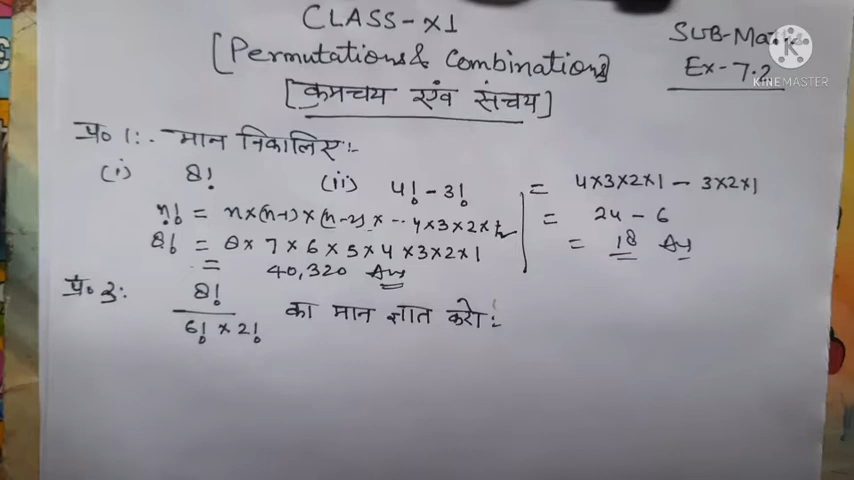 CLASS-XI
SUB-Maths
[Permutations & Combinations]
Ex-7.2
KINEMASTER
[क्रमचय एंव संचय]
प्र० 1:- मान निकालिए:-
(i) 8!
(ii) 4! - 3!
= 4×3×2×1 - 3×2×1
n! = n×(n-1)×(n-2)×--4×3×2×1
= 24 - 6
8! = 8×7×6×5×4×3×2×1
= 18 Ans
= 40,320 Ans
प्र० 3:
8!
6! × 2!
का मान ज्ञात करो: